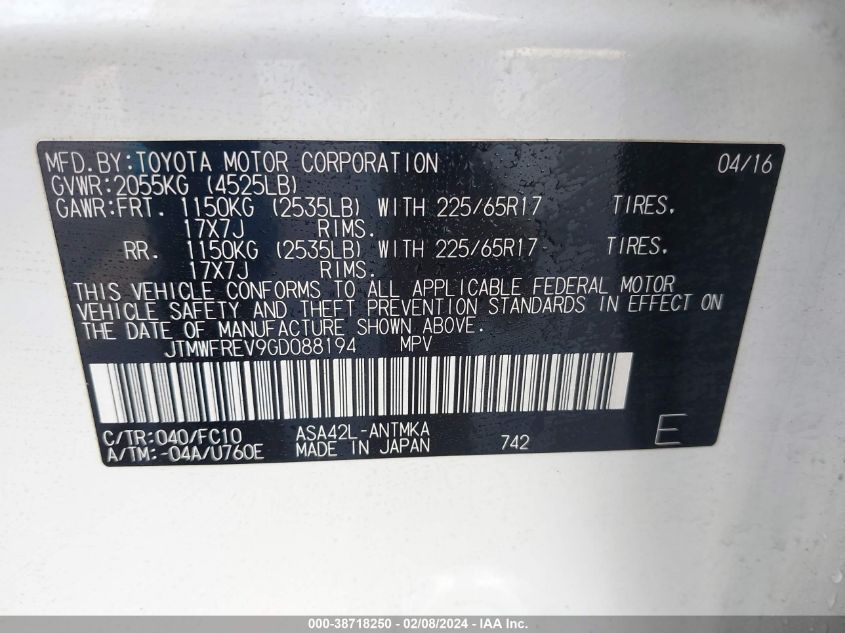 MFD.BY:TOYOTA MOTOR CORPORATION 04/16
GVWR:2055KG (4525LB)
GAWR:FRT. 1150KG (2535LB) WITH 225/65R17 TIRES.
17X7J RIMS.
RR. 1150KG (2535LB) WITH 225/65R17 TIRES.
17X7J RIMS.
THIS VEHICLE CONFORMS TO ALL APPLICABLE FEDERAL MOTOR
VEHICLE SAFETY AND THEFT PREVENTION STANDARDS IN EFFECT ON
THE DATE OF MANUFACTURE SHOWN ABOVE.
JTMWFREV9GD088194 MPV
C/TR:040/FC10 ASA42L-ANTMKA 742 E
A/TM:-04A/U760E MADE IN JAPAN
000-38718250 - 02/08/2024 - IAA Inc.